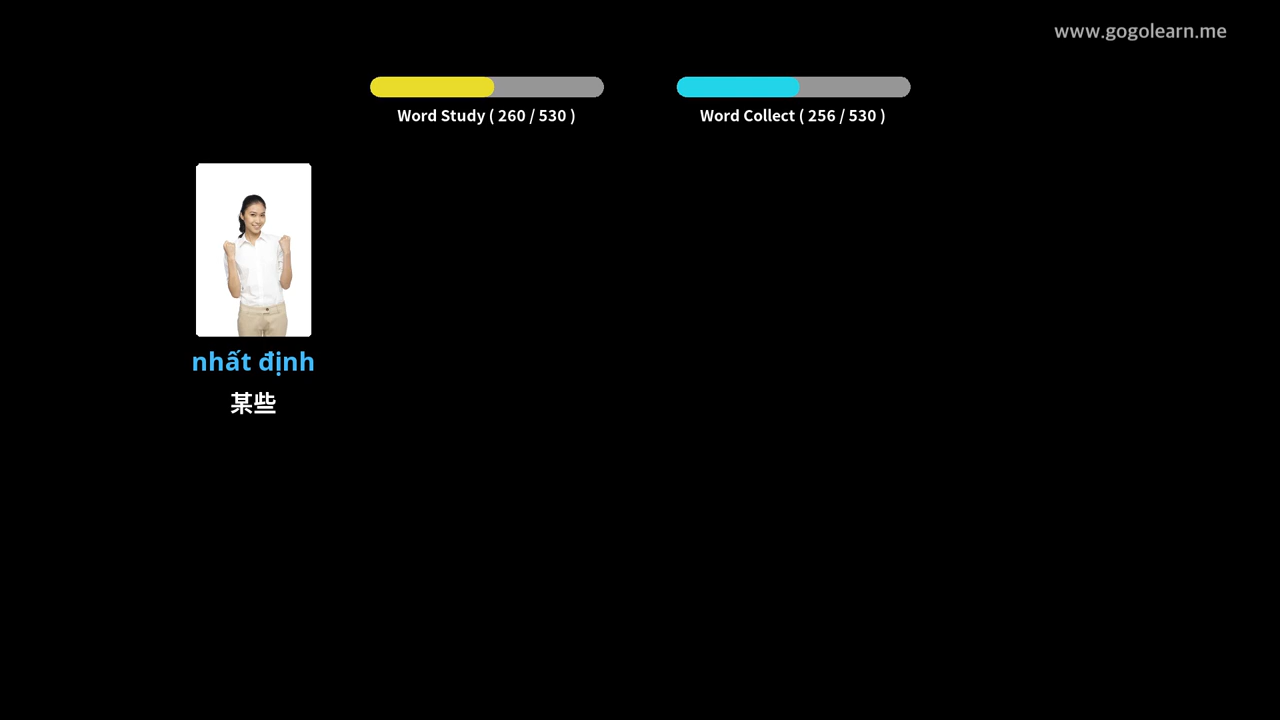 www.gogolearn.me
Word Study ( 260 / 530 )
Word Collect ( 256 / 530 )
nhất định
某些